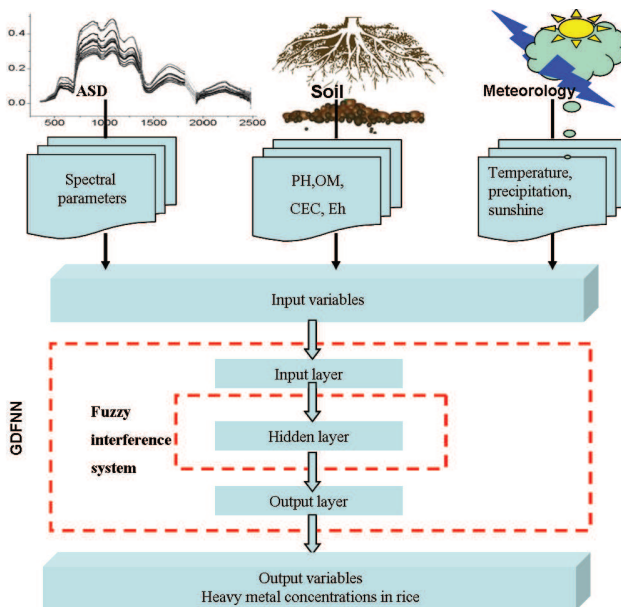 0.4
0.2
0.0
ASD
500 1000 1500 2000 2500
Soil
Meteorology
Spectral
parameters
PH,OM,
CEC, Eh
Temperature,
precipitation,
sunshine
Input variables
GDFNN
Input layer
Fuzzy
interference
system
Hidden layer
Output layer
Output variables
Heavy metal concentrations in rice